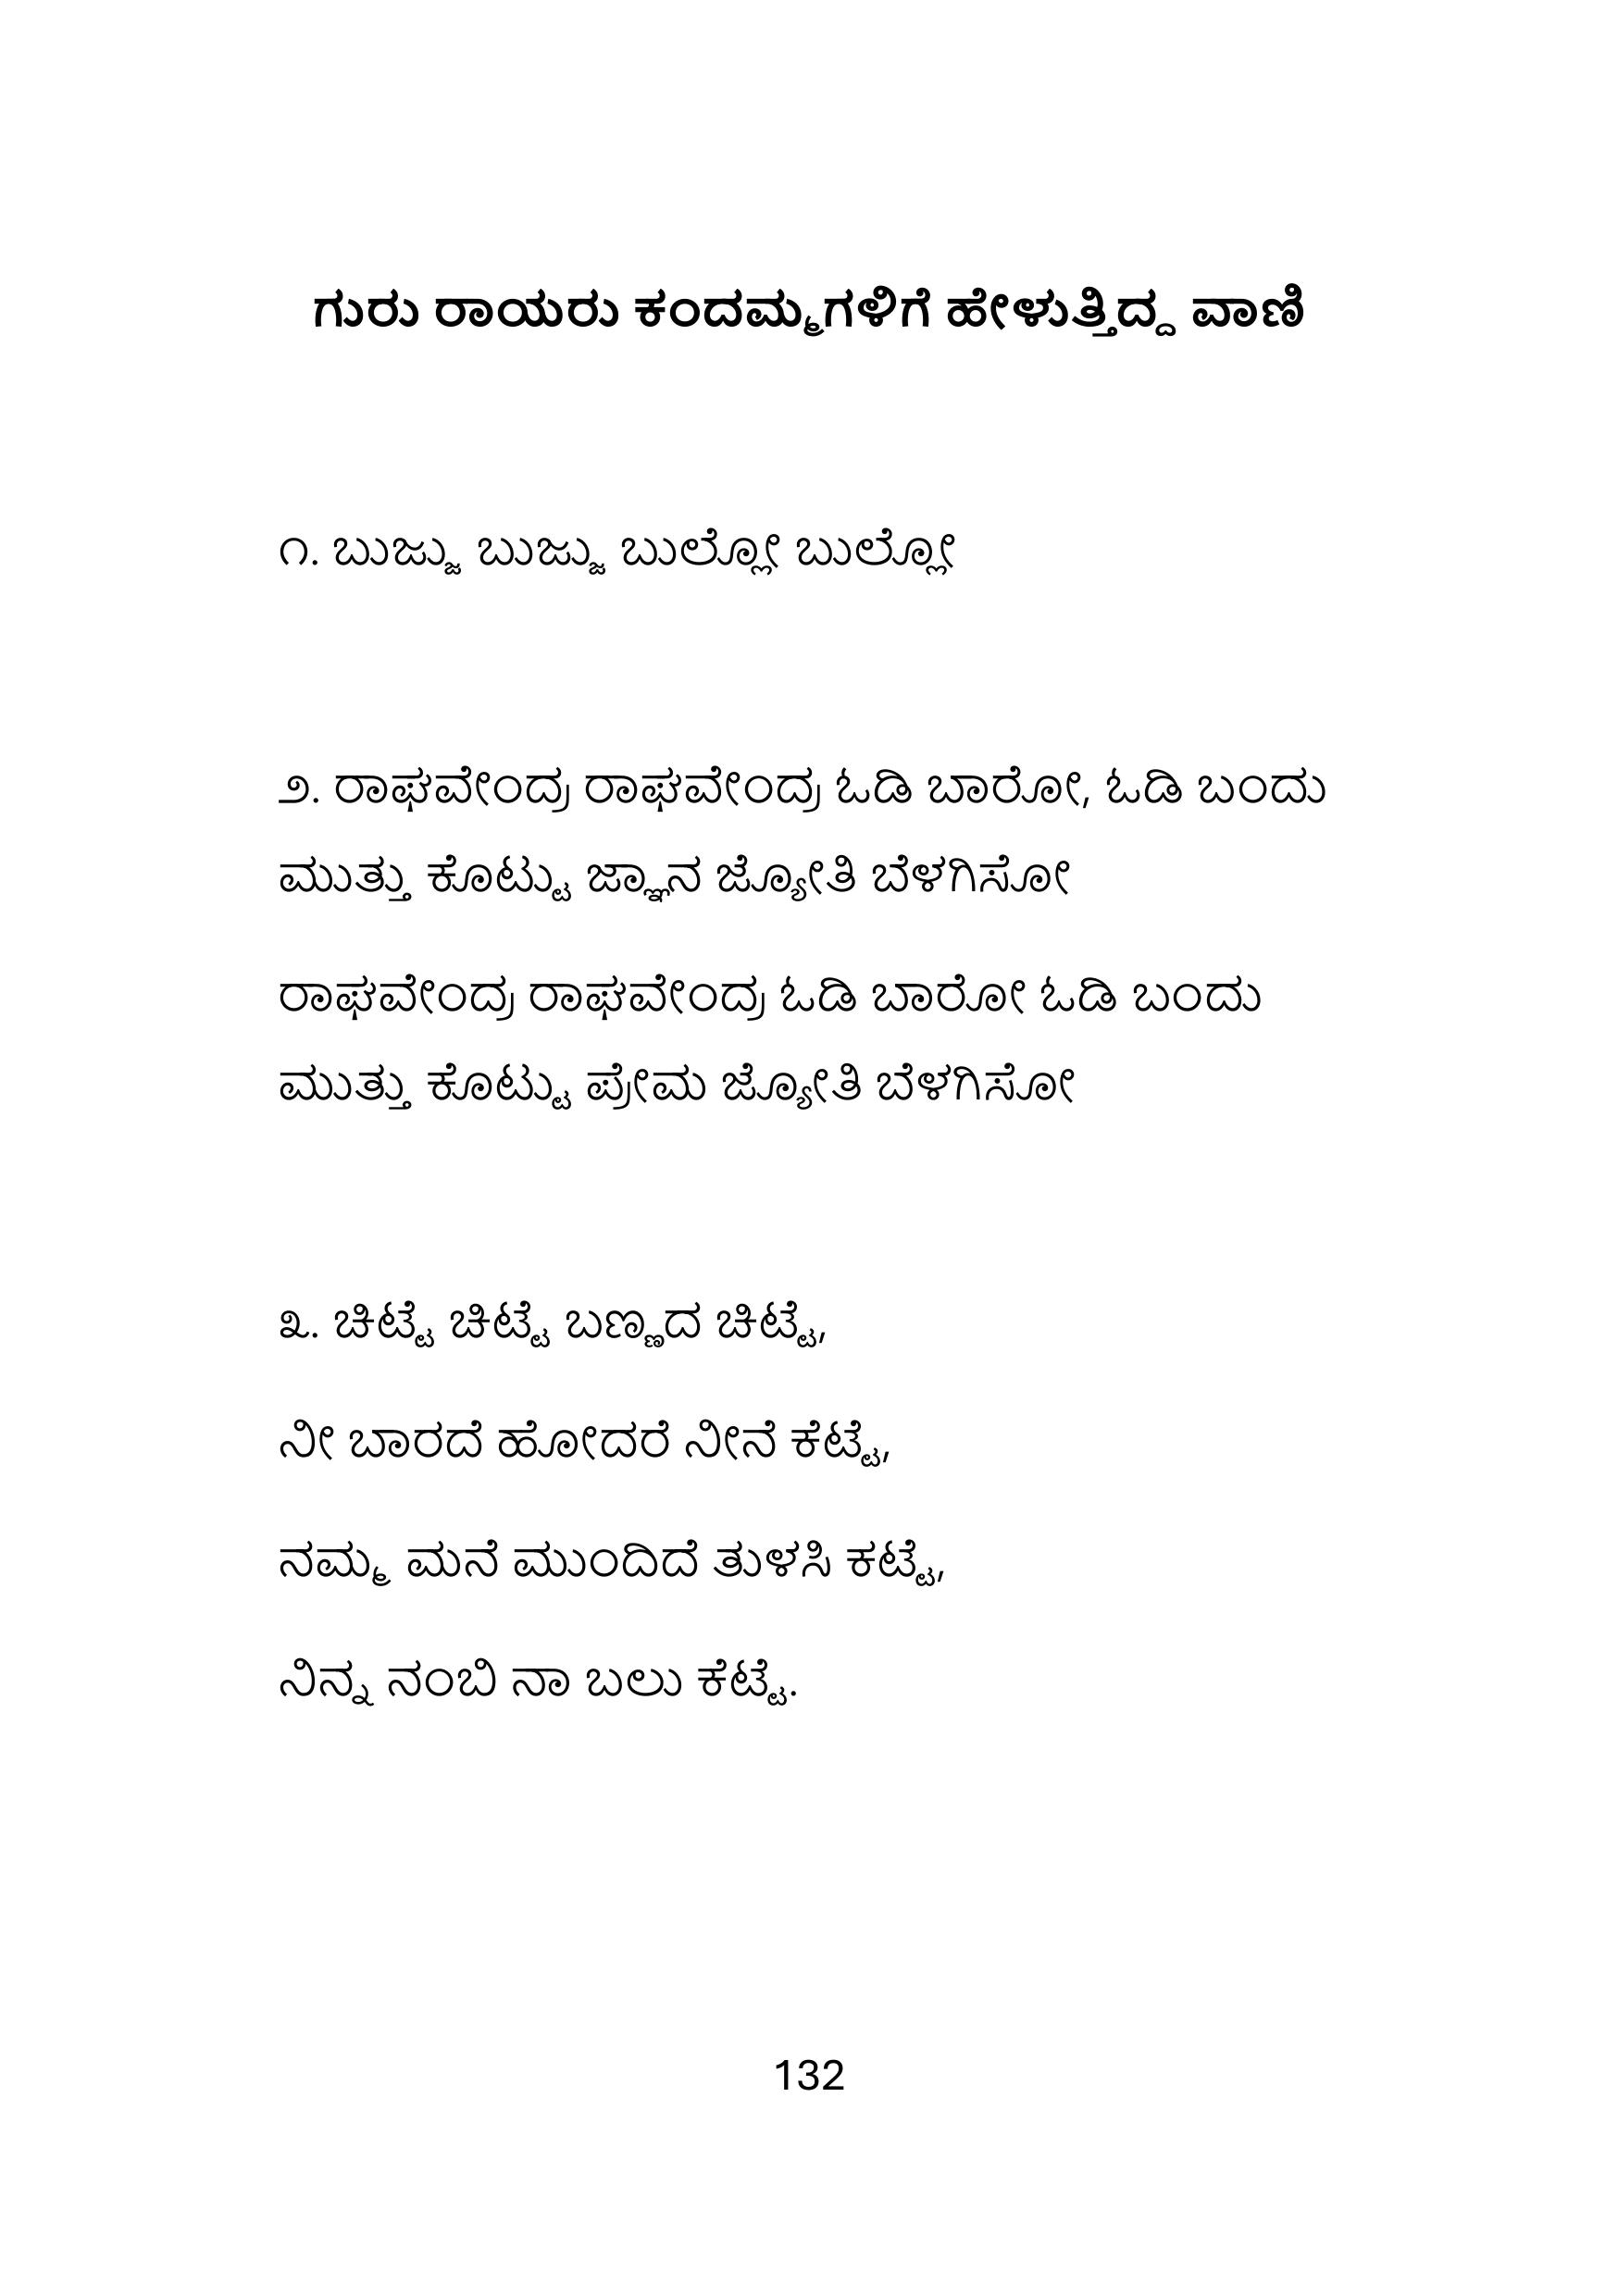 ಗುರು ರಾಯರು ಕಂದಮ್ಮಗಳಿಗೆ ಹೇಳುತ್ತಿದ್ದ ವಾಣಿ
೧. ಬುಜ್ಜು ಬುಜ್ಜು ಬುಲ್ಲೋ ಬುಲ್ಲೋ
೨. ರಾಘವೇಂದ್ರ ರಾಘವೇಂದ್ರ ಓಡಿ ಬಾರೋ, ಓಡಿ ಬಂದು
ಮುತ್ತು ಕೊಟ್ಟು ಜ್ಞಾನ ಜ್ಯೋತಿ ಬೆಳಗಿಸೋ
ರಾಘವೇಂದ್ರ ರಾಘವೇಂದ್ರ ಓಡಿ ಬಾರೋ ಓಡಿ ಬಂದು
ಮುತ್ತು ಕೊಟ್ಟು ಪ್ರೇಮ ಜ್ಯೋತಿ ಬೆಳಗಿಸೋ
೩. ಚಿಟ್ಟೆ ಚಿಟ್ಟೆ ಬಣ್ಣದ ಚಿಟ್ಟೆ,
ನೀ ಬಾರದೆ ಹೋದರೆ ನೀನೆ ಕೆಟ್ಟೆ,
ನಮ್ಮ ಮನೆ ಮುಂದಿದೆ ತುಳಸಿ ಕಟ್ಟೆ,
ನಿನ್ನ ನಂಬಿ ನಾ ಬಲು ಕೆಟ್ಟೆ.
132